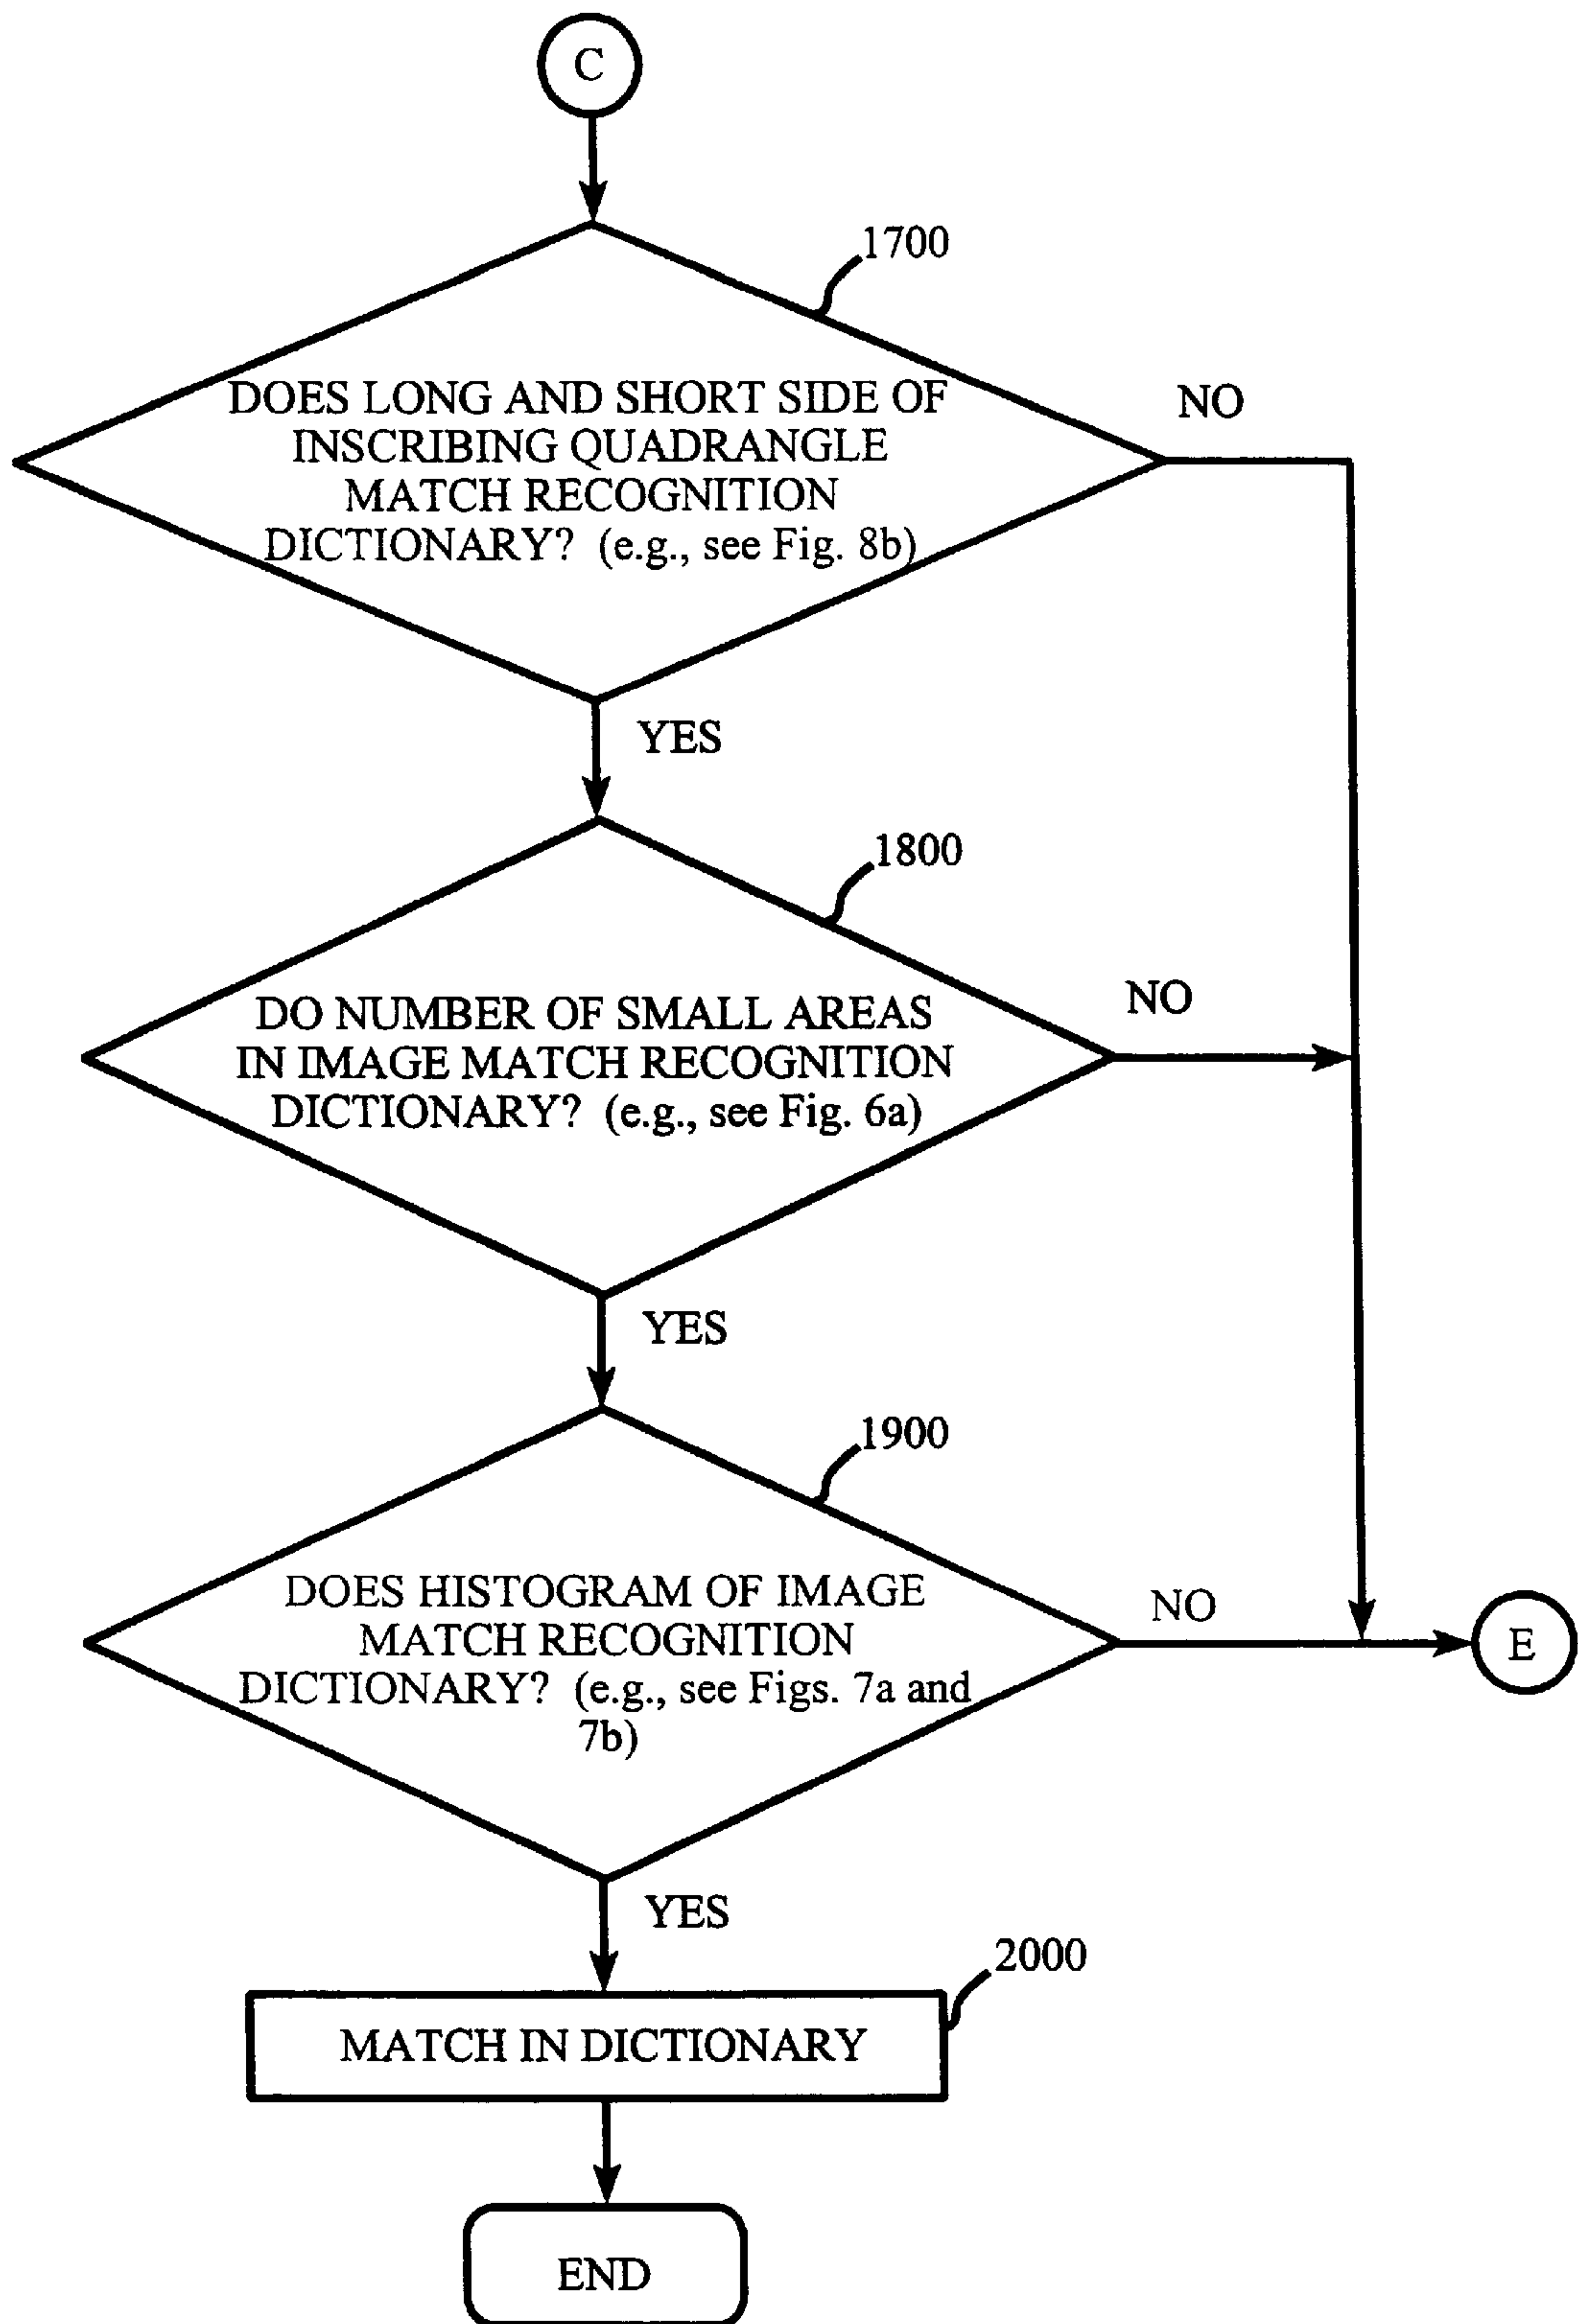 C
1700
DOES LONG AND SHORT SIDE OF
INSCRIBING QUADRANGLE
MATCH RECOGNITION
DICTIONARY? (e.g., see Fig. 8b)
NO
YES
1800
DO NUMBER OF SMALL AREAS
IN IMAGE MATCH RECOGNITION
DICTIONARY? (e.g., see Fig. 6a)
NO
YES
1900
DOES HISTOGRAM OF IMAGE
MATCH RECOGNITION
DICTIONARY? (e.g., see Figs. 7a and
7b)
NO
E
YES
2000
MATCH IN DICTIONARY
END